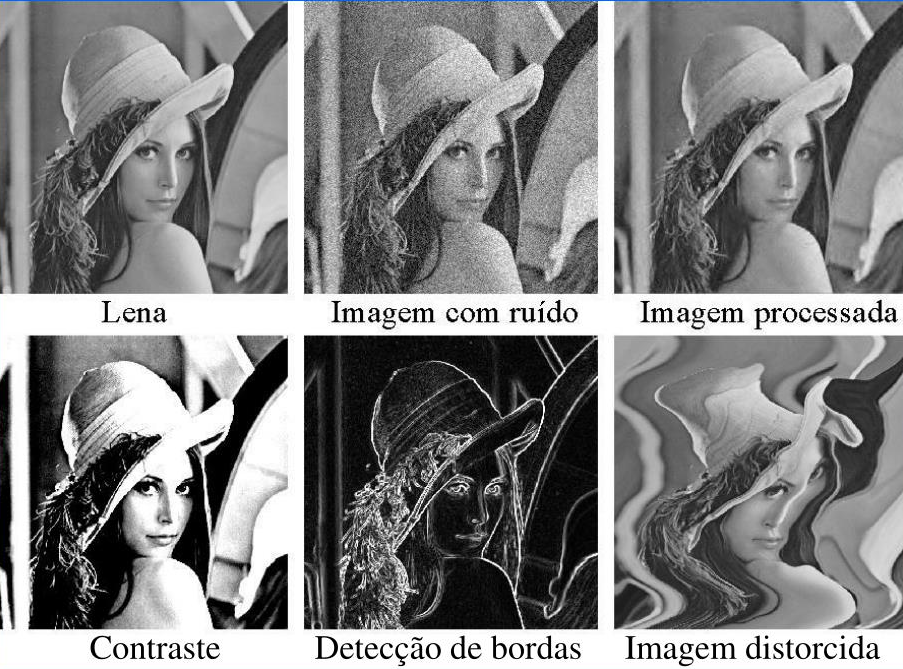 Lena
Imagem com ruído
Imagem processada
Contraste
Detecção de bordas
Imagem distorcida